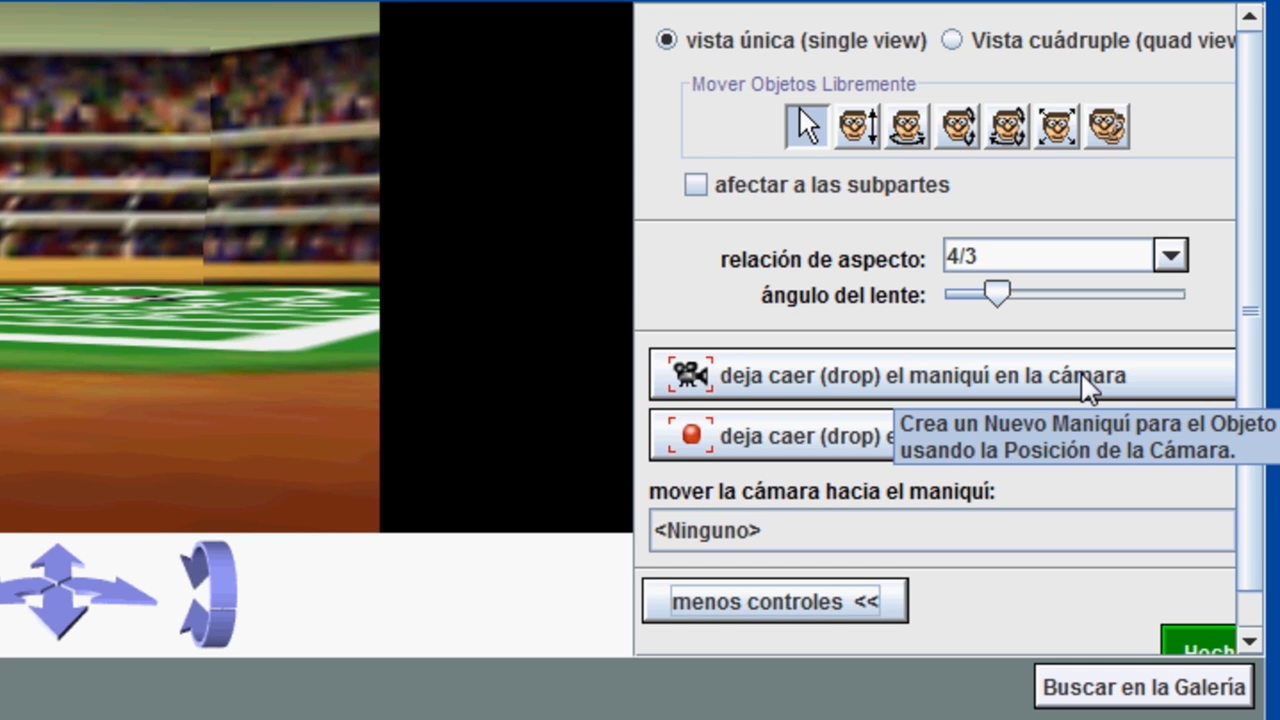 vista única (single view) Vista cuádruple (quad view
Mover Objetos Libremente
afectar a las subpartes
relación de aspecto: 4/3
ángulo del lente:
deja caer (drop) el maniquí en la cámara
deja caer (drop) e
Crea un Nuevo Maniquí para el Objeto
usando la Posición de la Cámara.
mover la cámara hacia el maniquí:
<Ninguno>
menos controles <<
Hech
Buscar en la Galería